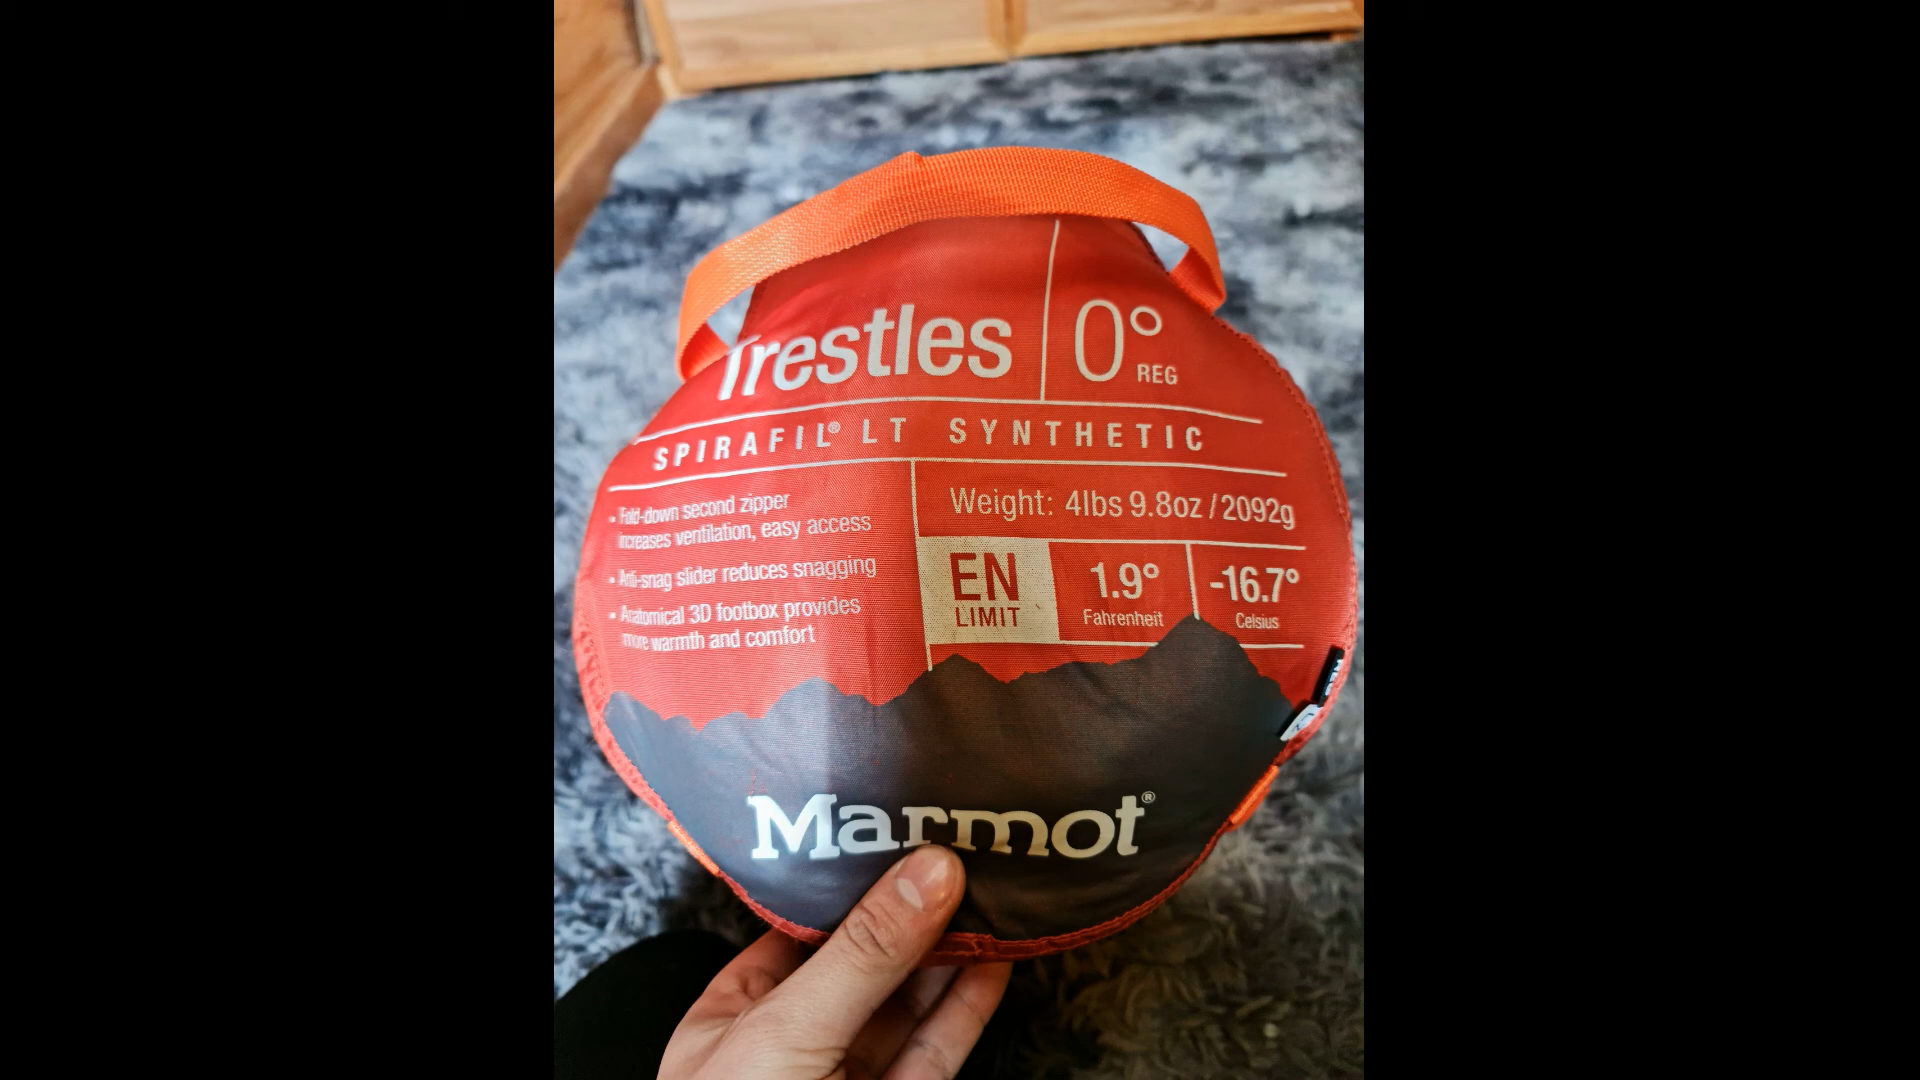 Trestles
0°
REG
SPIRAFIL® LT SYNTHETIC
• Fold-down second zipper
increases ventilation, easy access
• Anti-snag slider reduces snagging
• Anatomical 3D footbox provides
more warmth and comfort
Weight: 4lbs 9.8oz / 2092g
EN
LIMIT
1.9°
Fahrenheit
-16.7°
Celsius
Marmot®